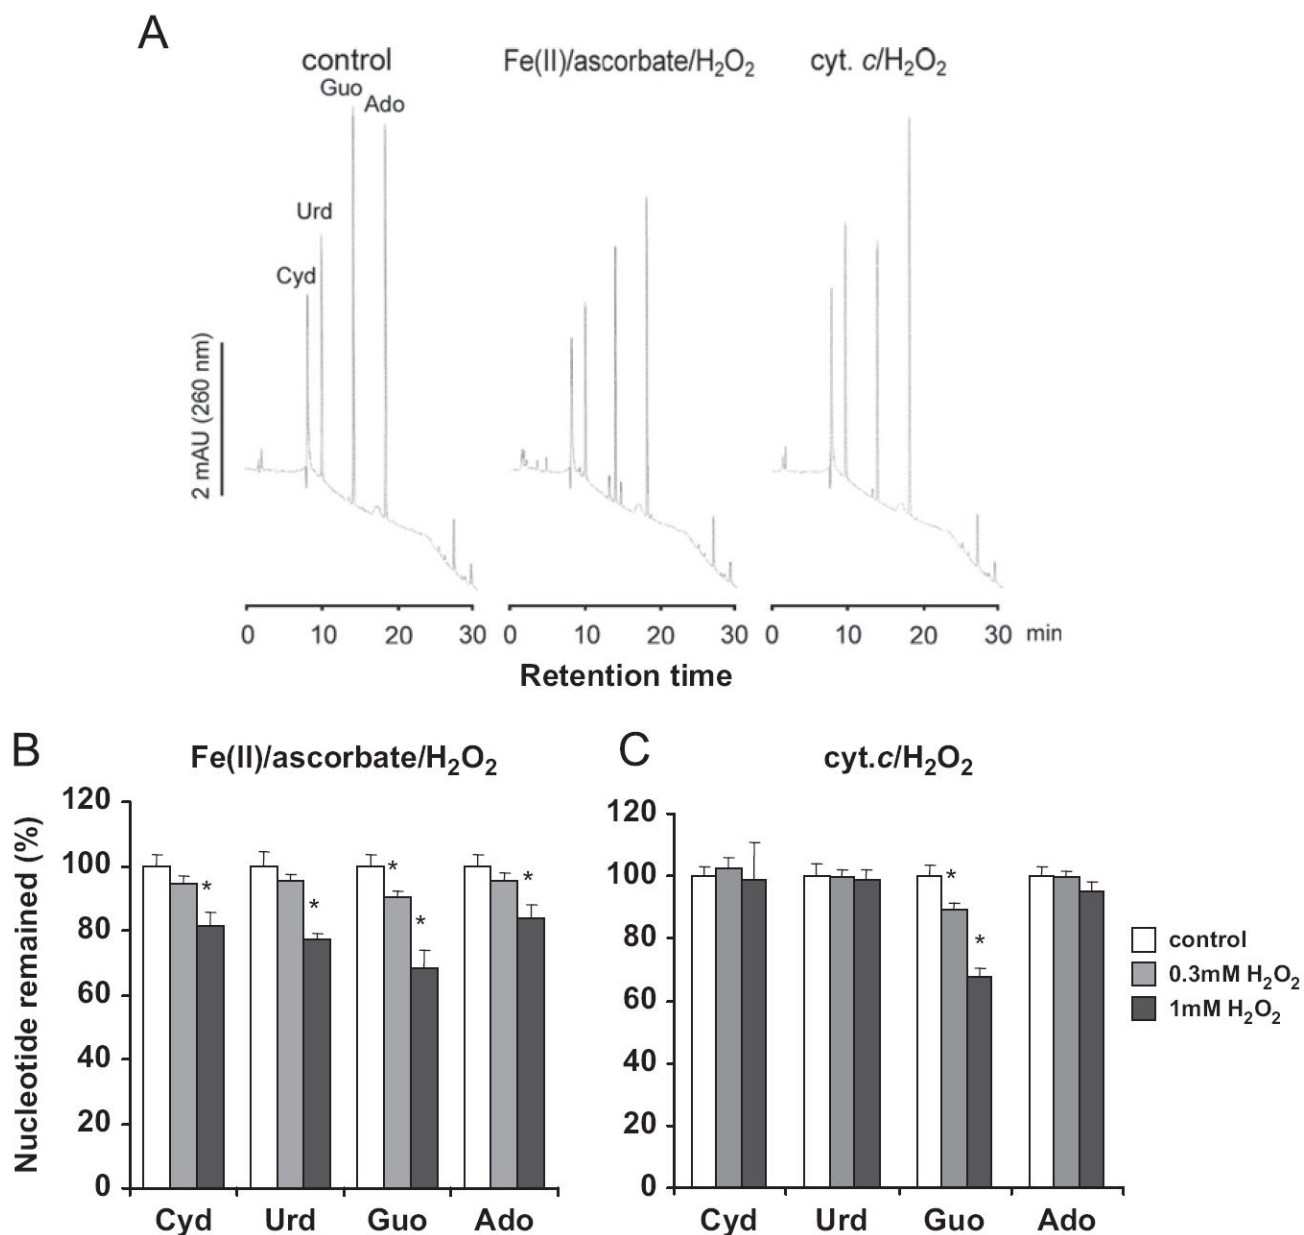 A
control
Fe(II)/ascorbate/H₂O₂
cyt. c/H₂O₂
Guo
Ado
Urd
Cyd
2 mAU (260 nm)
0 10 20 30 0 10 20 30 0 10 20 30 min
Retention time
B
Fe(II)/ascorbate/H₂O₂
C
cyt.c/H₂O₂
Nucleotide remained (%)
120
100
80
60
40
20
0
* * * * *
Cyd Urd Guo Ado
120
100
80
60
40
20
0
* *
Cyd Urd Guo Ado
control
0.3mM H₂O₂
1mM H₂O₂